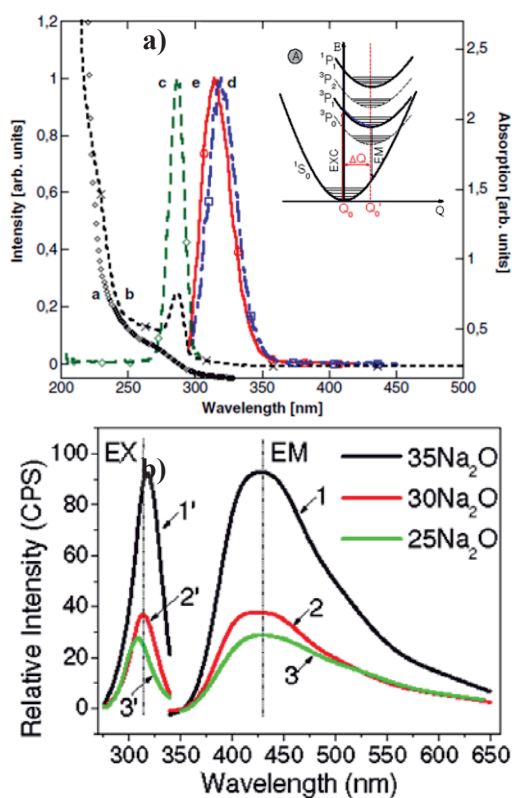 a)
1,2
1
0,8
0,6
0,4
0,2
0
Intensity [arb. units]
200 250 300 350 400 450 500
Wavelength [nm]
2,5
2
1,5
1
0,5
Absorption [arb. units]
a b c e d
A
E
¹P₁
³P₂
³P₁
³P₀
¹S₀
EXC
ΔQ
EM
Q₀ Q₀'
Q
b)
EX EM
35Na₂O
30Na₂O
25Na₂O
1' 1
2' 2
3' 3
100
80
60
40
20
0
Relative Intensity (CPS)
300 350 400 450 500 550 600 650
Wavelength (nm)